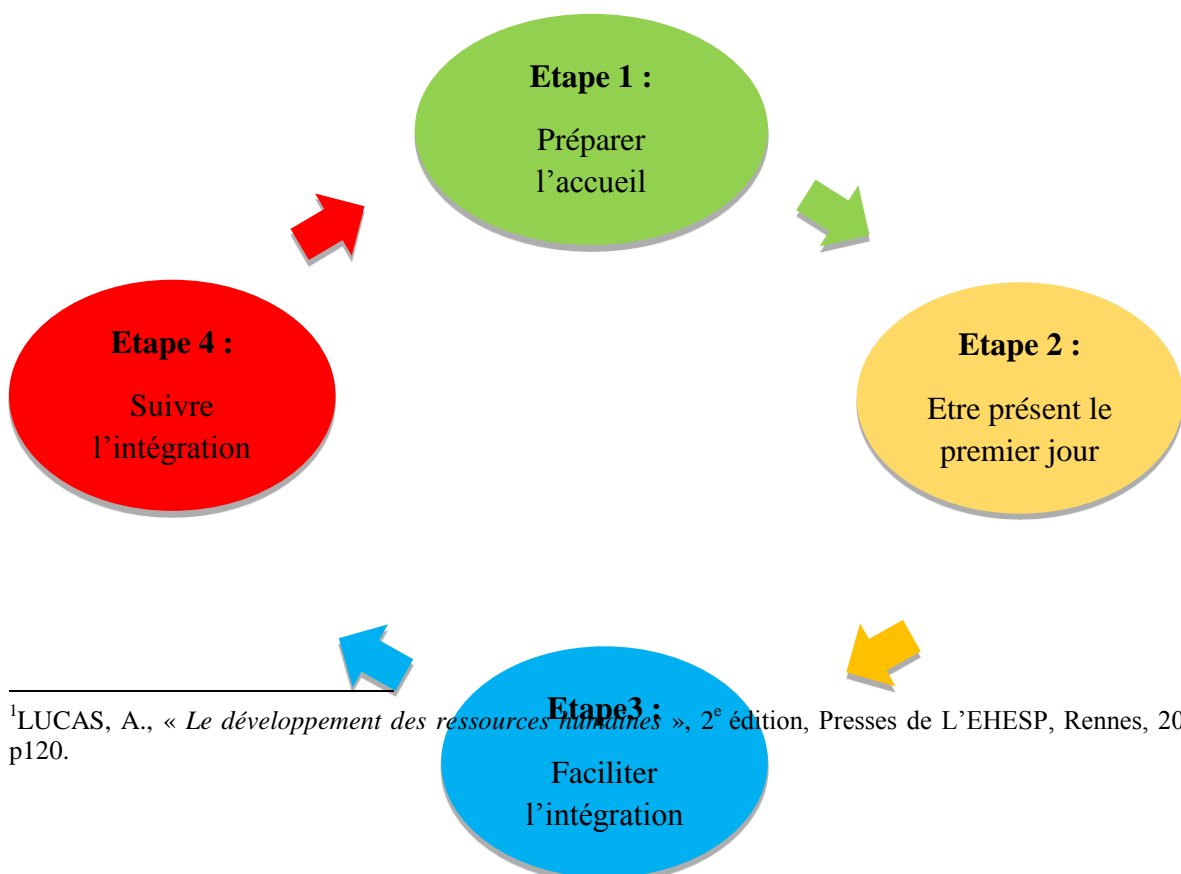 Etape 1 :
Préparer
l’accueil
Etape 2 :
Etre présent le
premier jour
Etape3 :
Faciliter
l’intégration
Etape 4 :
Suivre
l’intégration
¹LUCAS, A., « Le développement des ressources humaines », 2ᵉ édition, Presses de L’EHESP, Rennes,
p120.